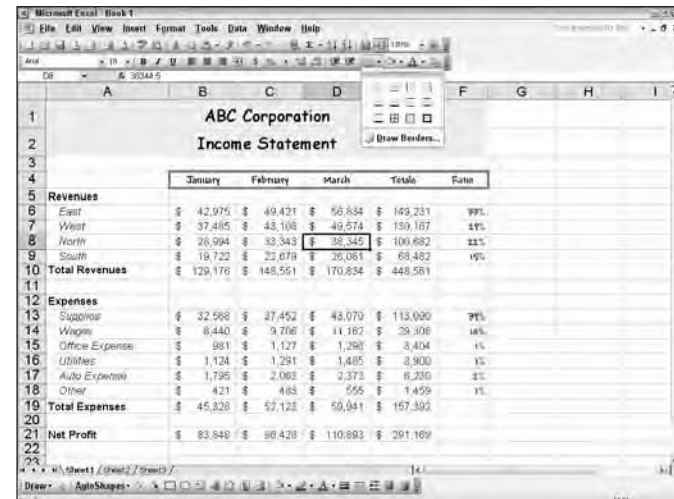 Microsoft Excel - Book 1
File Edit View Insert Format Tools Data Window Help
Arial 10 B I U
D8 38344.5
A B C D F G H I
1 ABC Corporation
2 Income Statement
Draw Borders...
3
4 January February March Totals Ratio
5 Revenues
6 East $ 42,975 $ 49,421 $ 56,834 $ 149,231
7 West $ 37,485 $ 43,108 $ 49,574 $ 130,167
8 North $ 28,994 $ 33,343 $ 38,345 $ 100,682 22%
9 South $ 19,722 $ 22,679 $ 26,081 $ 68,482 15%
10 Total Revenues $ 129,176 $ 148,551 $ 170,834 $ 448,561
11
12 Expenses
13 Supplies $ 32,568 $ 37,452 $ 43,070 $ 113,090
14 Wages $ 8,440 $ 9,706 $ 11,162 $ 29,308
15 Office Expense $ 981 $ 1,127 $ 1,296 $ 3,404
16 Utilities $ 1,124 $ 1,291 $ 1,485 $ 3,900
17 Auto Expense $ 1,795 $ 2,063 $ 2,373 $ 6,230
18 Other $ 421 $ 483 $ 555 $ 1,459
19 Total Expenses $ 45,328 $ 52,123 $ 59,941 $ 157,392
20
21 Net Profit $ 83,848 $ 96,428 $ 110,893 $ 291,169
22
23
Sheet1 / Sheet2 / Sheet3 /
Draw AutoShapes